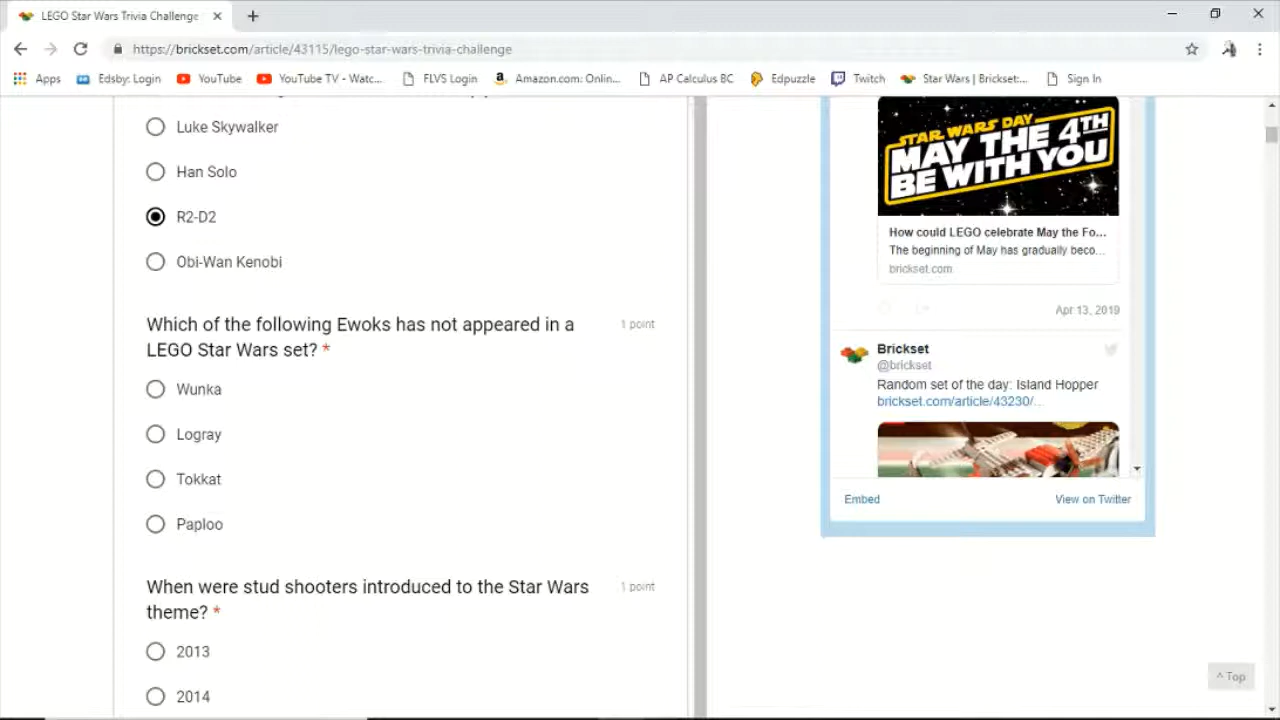 LEGO Star Wars Trivia Challenge
https://brickset.com/article/43115/lego-star-wars-trivia-challenge
Apps
Edsby: Login
YouTube
YouTube TV - Watc...
FLVS Login
Amazon.com: Onlin...
AP Calculus BC
Edpuzzle
Twitch
Star Wars | Brickset:...
Sign In
Luke Skywalker
Han Solo
R2-D2
Obi-Wan Kenobi
Which of the following Ewoks has not appeared in a
LEGO Star Wars set? *
1 point
Wunka
Logray
Tokkat
Paploo
When were stud shooters introduced to the Star Wars
theme? *
1 point
2013
2014
STAR WARS DAY
MAY THE 4TH
BE WITH YOU
How could LEGO celebrate May the Fo...
The beginning of May has gradually beco...
brickset.com
Apr 13, 2019
Brickset
@brickset
Random set of the day: Island Hopper
brickset.com/article/43230/...
Embed
View on Twitter
^ Top